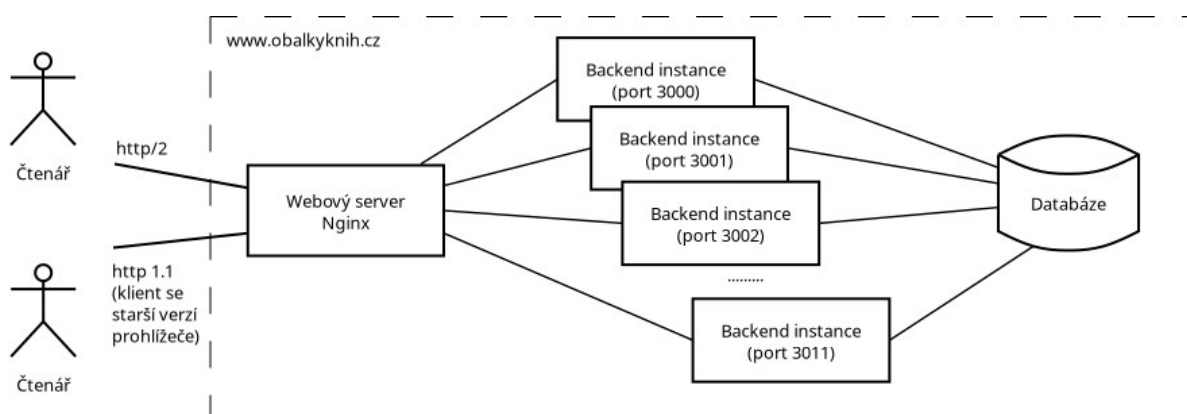 www.obalkyknih.cz
Čtenář
http/2
Webový server
Nginx
http 1.1
(klient se
starší verzí
prohlížeče)
Čtenář
Backend instance
(port 3000)
Backend instance
(port 3001)
Backend instance
(port 3002)
.........
Backend instance
(port 3011)
Databáze